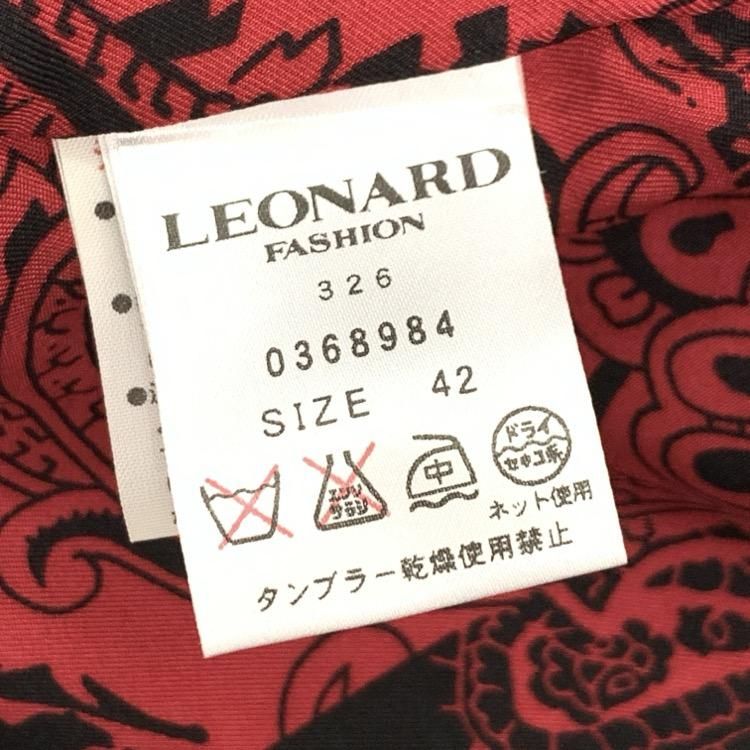 LEONARD
FASHION
326
0368984
SIZE 42
エンソ
サラシ
中
ドライ
セキユ系
ネット使用
タンブラー乾燥使用禁止